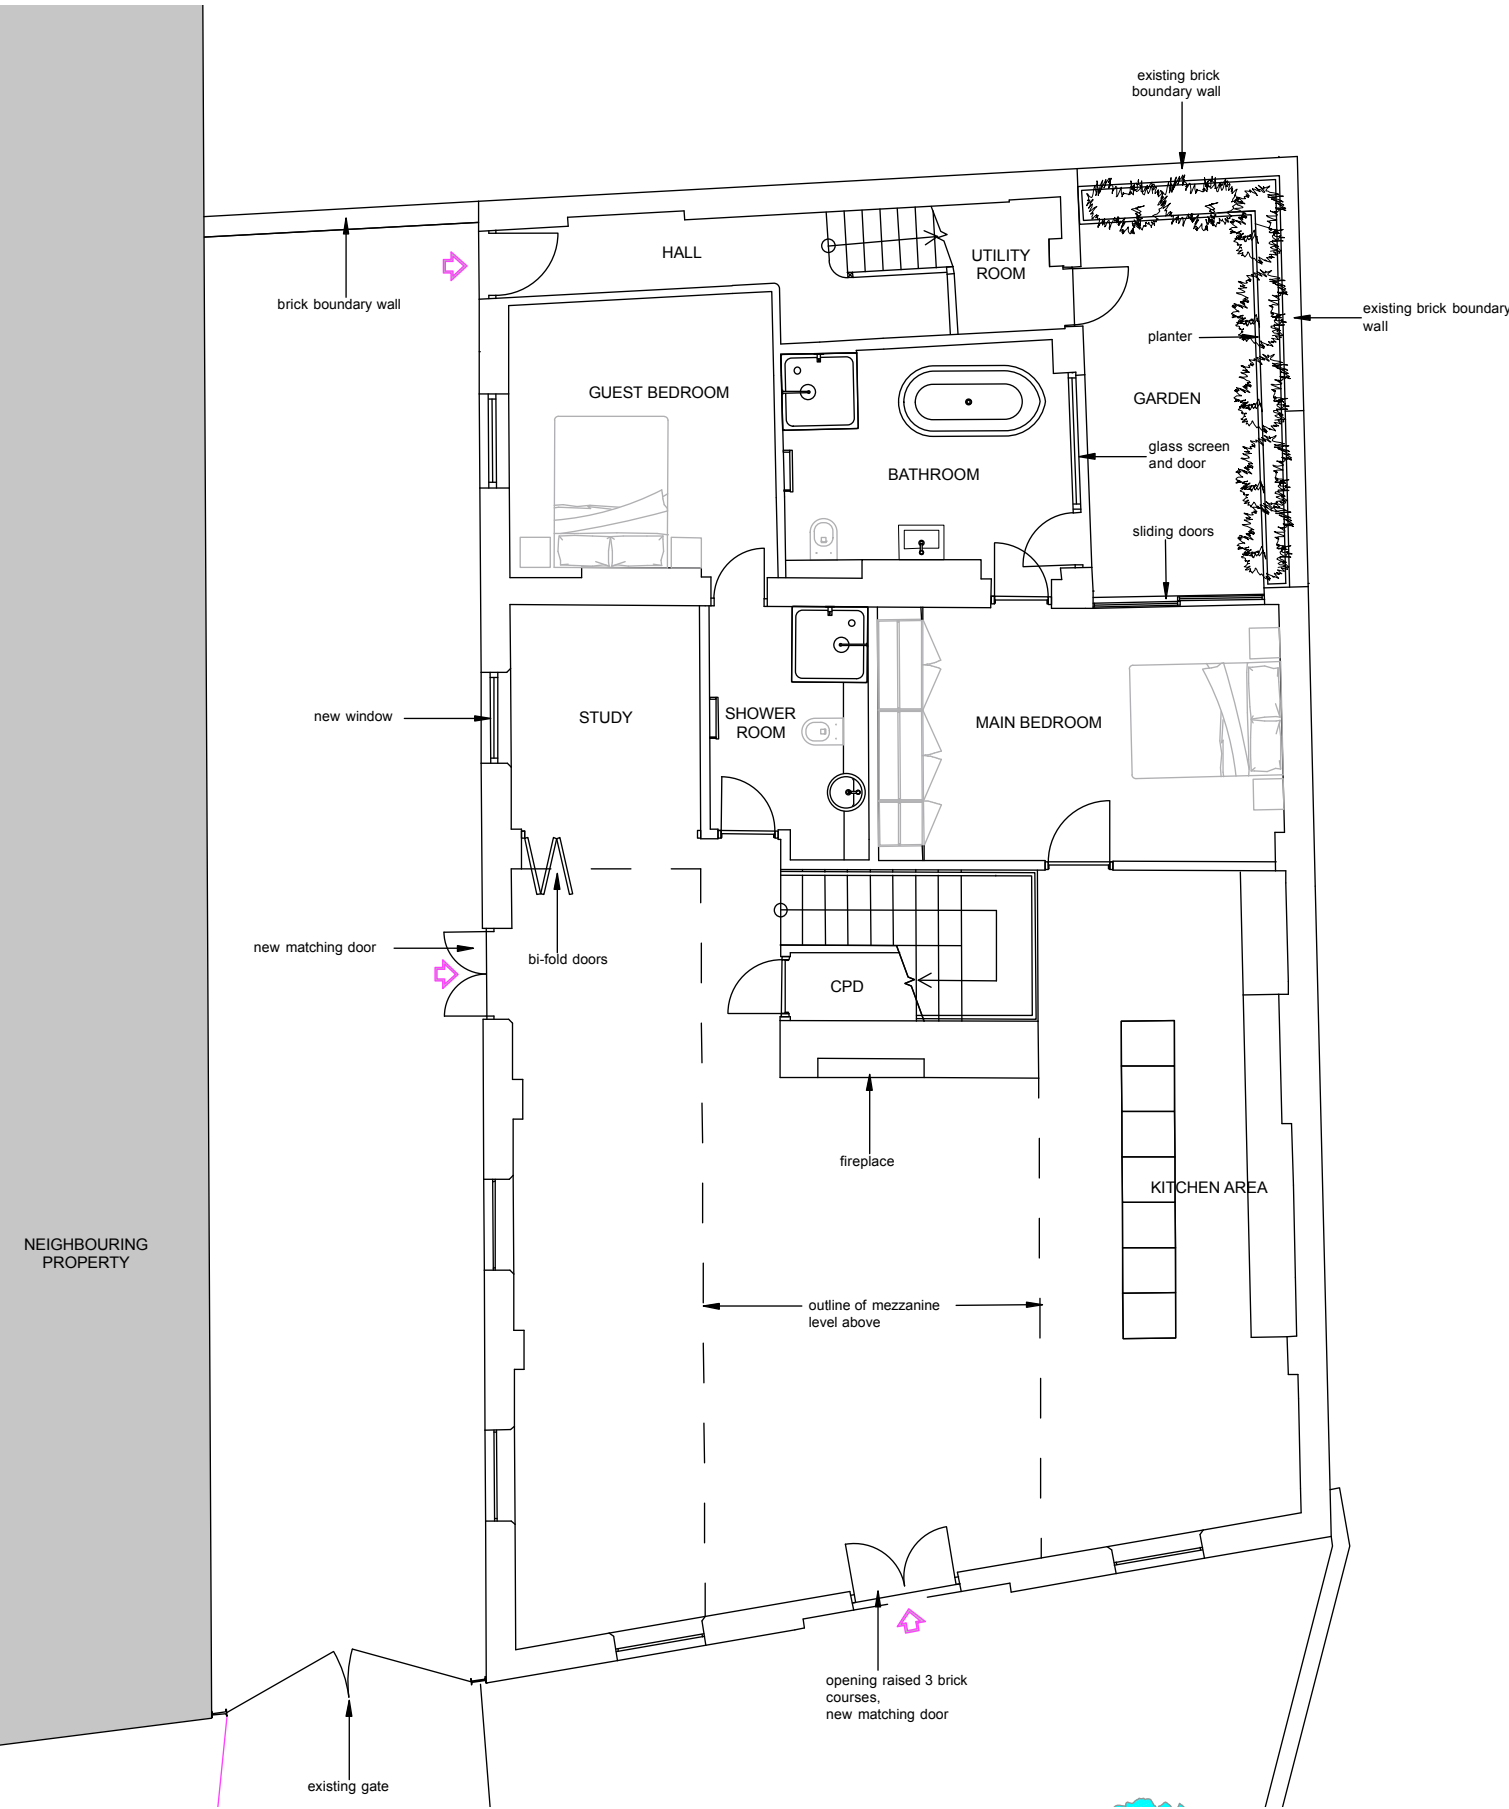 existing brick
boundary wall
HALL
UTILITY
ROOM
brick boundary wall
existing brick boundary
wall
planter
GUEST BEDROOM
GARDEN
glass screen
and door
BATHROOM
sliding doors
new window
STUDY
SHOWER
ROOM
MAIN BEDROOM
new matching door
bi-fold doors
CPD
fireplace
KITCHEN AREA
NEIGHBOURING
PROPERTY
outline of mezzanine
level above
opening raised 3 brick
courses,
new matching door
existing gate